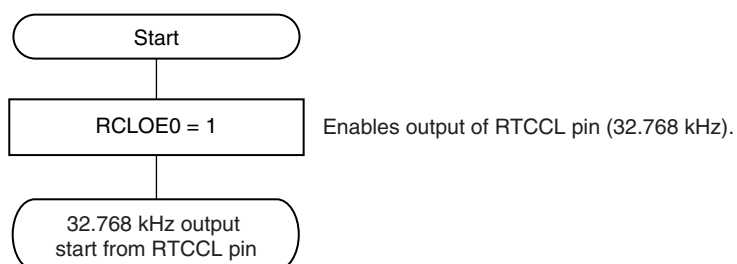 Start
RCLOE0 = 1
Enables output of RTCCL pin (32.768 kHz).
32.768 kHz output
start from RTCCL pin